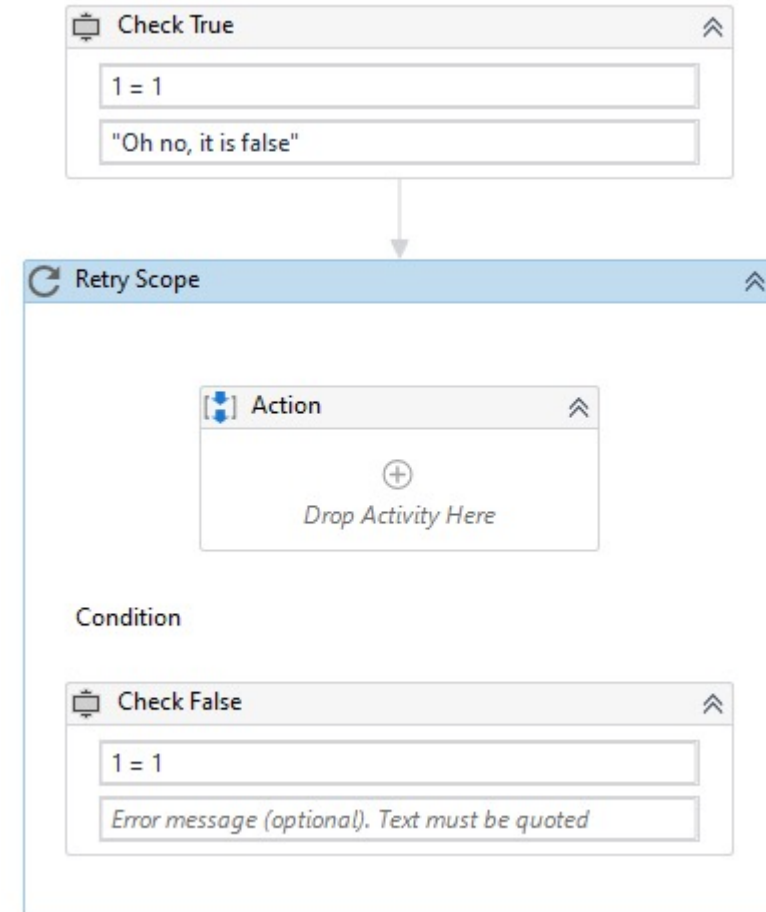 Check True
1 = 1
"Oh no, it is false"
Retry Scope
Action
Drop Activity Here
Condition
Check False
1 = 1
Error message (optional). Text must be quoted